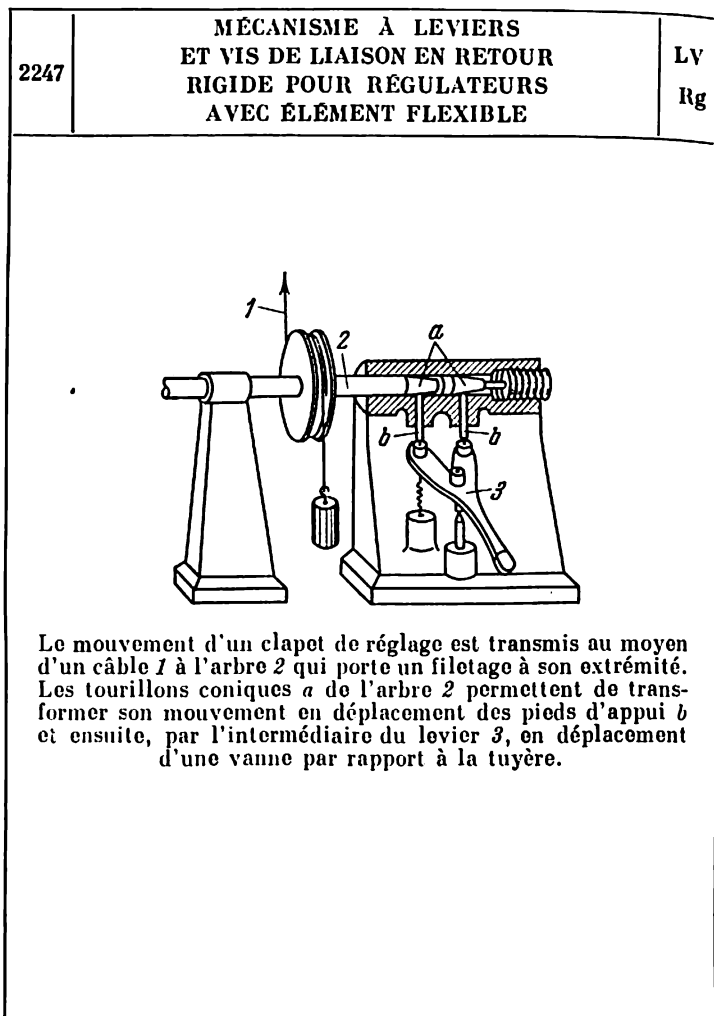 2247
MÉCANISME À LEVIERS
ET VIS DE LIAISON EN RETOUR
RIGIDE POUR RÉGULATEURS
AVEC ÉLÉMENT FLEXIBLE
Lv
Rg
1
2
a
b
b
3
Le mouvement d'un clapet de réglage est transmis au moyen
d'un câble 1 à l'arbre 2 qui porte un filetage à son extrémité.
Les tourillons coniques a de l'arbre 2 permettent de trans-
former son mouvement en déplacement des pieds d'appui b
et ensuite, par l'intermédiaire du levier 3, en déplacement
d'une vanne par rapport à la tuyère.